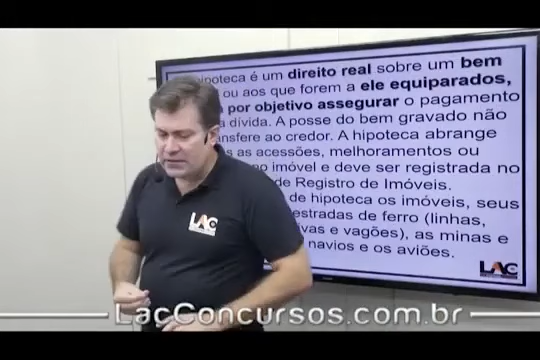 hipoteca é um direito real sobre um bem
ou aos que forem a ele equiparados,
por objetivo assegurar o pagamento
a dívida. A posse do bem gravado não
ansfere ao credor. A hipoteca abrange
s as acessões, melhoramentos ou
no imóvel e deve ser registrada no
de Registro de Imóveis.
de hipoteca os imóveis, seus
estradas de ferro (linhas,
ivas e vagões), as minas e
navios e os aviões.
LAC
LAC
LacConcursos.com.br